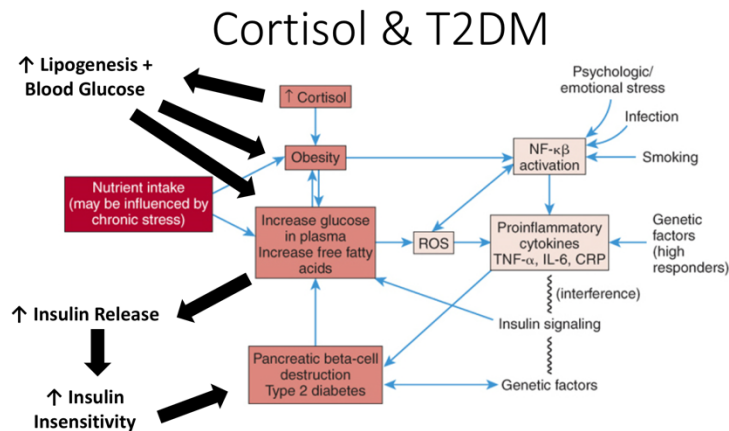 Cortisol & T2DM
↑ Lipogenesis +
Blood Glucose
↑ Cortisol
Psychologic/
emotional stress
Infection
Smoking
Obesity
NF-κβ
activation
Nutrient intake
(may be influenced by
chronic stress)
Increase glucose
in plasma
Increase free fatty
acids
ROS
Proinflammatory
cytokines
TNF-α, IL-6, CRP
Genetic
factors
(high
responders)
(interference)
↑ Insulin Release
Insulin signaling
Pancreatic beta-cell
destruction
Type 2 diabetes
Genetic factors
↑ Insulin
Insensitivity